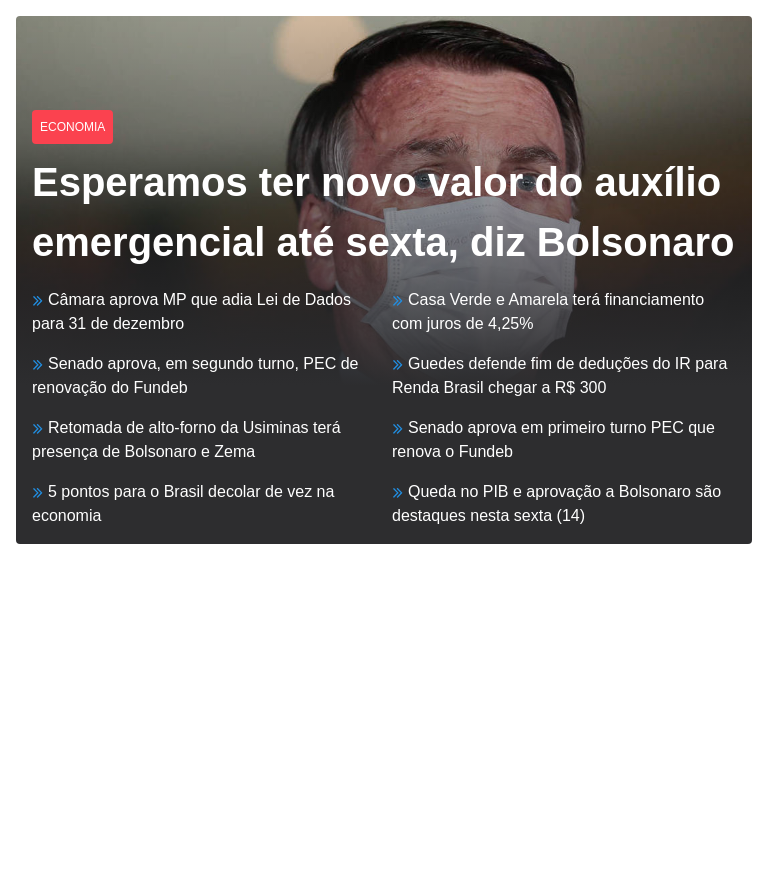 ECONOMIA
Esperamos ter novo valor do auxílio
emergencial até sexta, diz Bolsonaro
Câmara aprova MP que adia Lei de Dados
para 31 de dezembro
Senado aprova, em segundo turno, PEC de
renovação do Fundeb
Retomada de alto-forno da Usiminas terá
presença de Bolsonaro e Zema
5 pontos para o Brasil decolar de vez na
economia
Casa Verde e Amarela terá financiamento
com juros de 4,25%
Guedes defende fim de deduções do IR para
Renda Brasil chegar a R$ 300
Senado aprova em primeiro turno PEC que
renova o Fundeb
Queda no PIB e aprovação a Bolsonaro são
destaques nesta sexta (14)